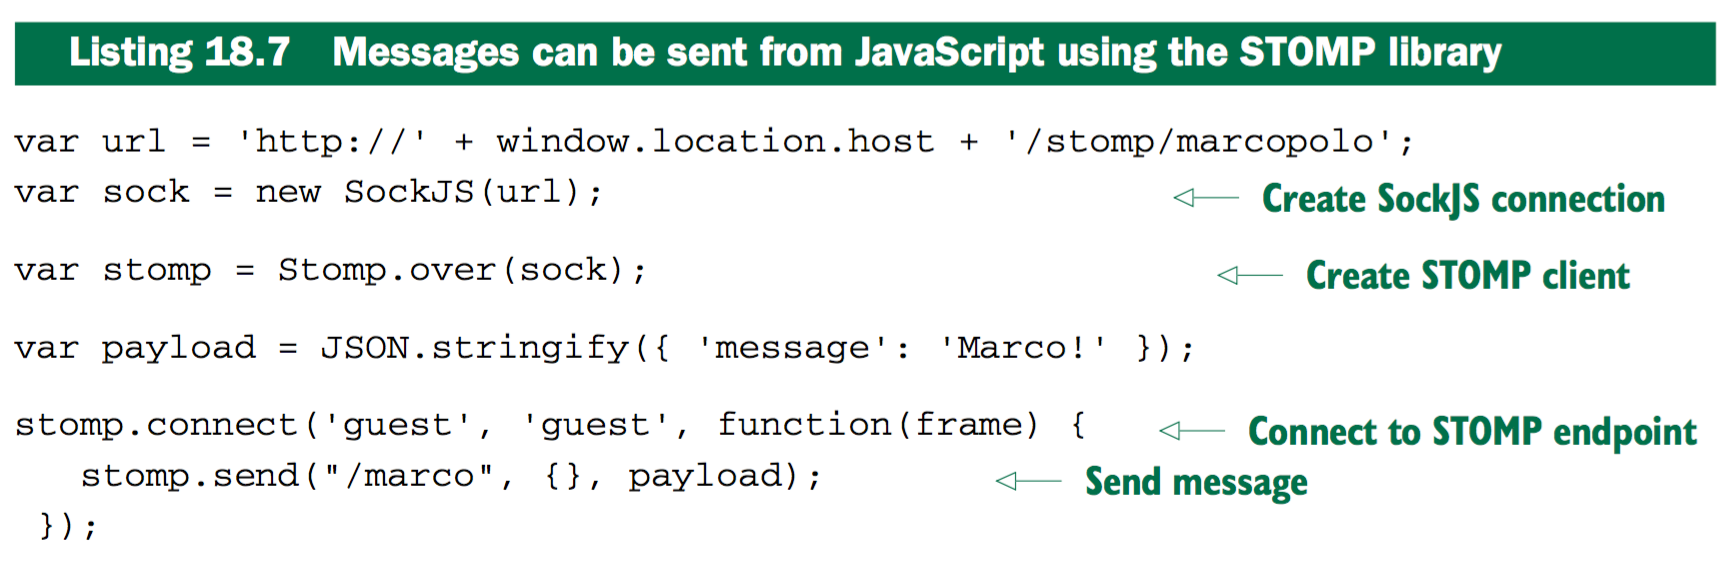 Listing 18.7 Messages can be sent from JavaScript using the STOMP library
var url = 'http://' + window.location.host + '/stomp/marcopolo';
var sock = new SockJS(url);
Create SockJS connection
var stomp = Stomp.over(sock);
Create STOMP client
var payload = JSON.stringify({ 'message': 'Marco!' });
stomp.connect('guest', 'guest', function(frame) {
Connect to STOMP endpoint
stomp.send("/marco", {}, payload);
Send message
});